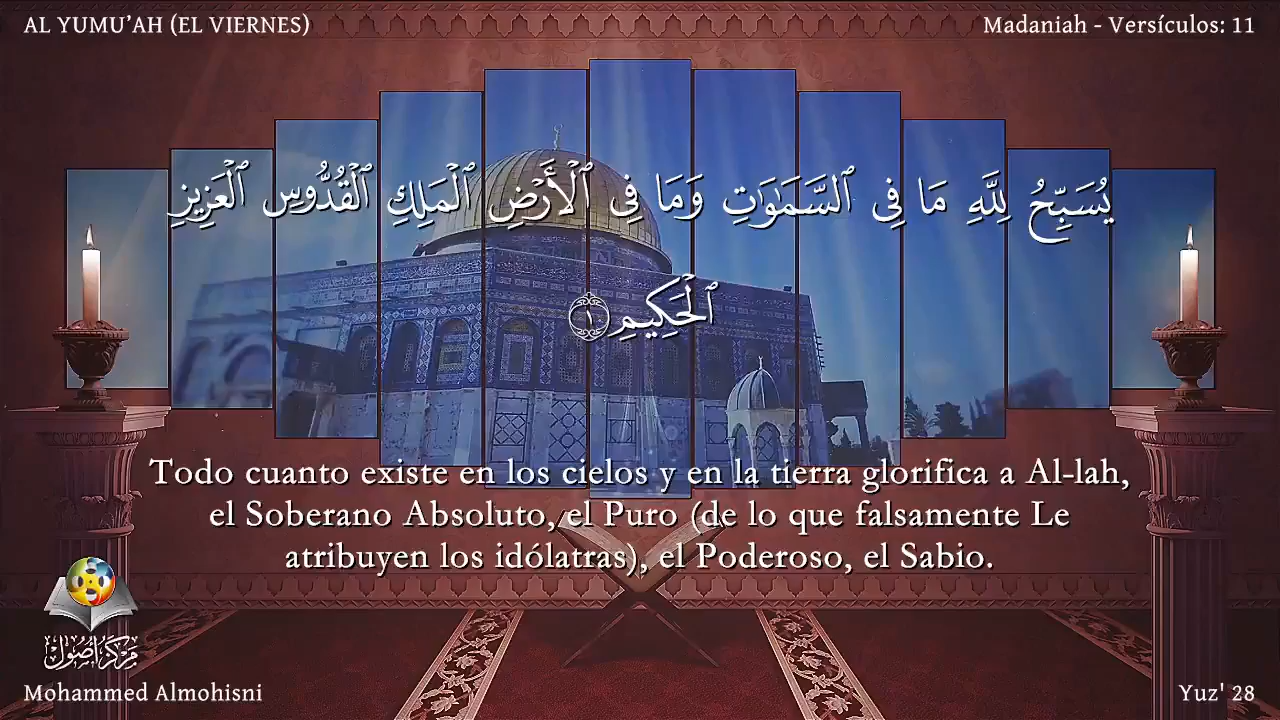 AL YUMU’AH (EL VIERNES)
Madaniah - Versículos: 11
يُسَبِّحُ لِلَّهِ مَا فِى ٱلسَّمَـٰوَٰتِ وَمَا فِى ٱلْأَرْضِ ٱلْمَلِكِ ٱلْقُدُّوسِ ٱلْعَزِيزِ
ٱلْحَكِيمِ ١
Todo cuanto existe en los cielos y en la tierra glorifica a Al-lah,
el Soberano Absoluto, el Puro (de lo que falsamente Le
atribuyen los idólatras), el Poderoso, el Sabio.
مركز أصول
Mohammed Almohisni
Yuz' 28